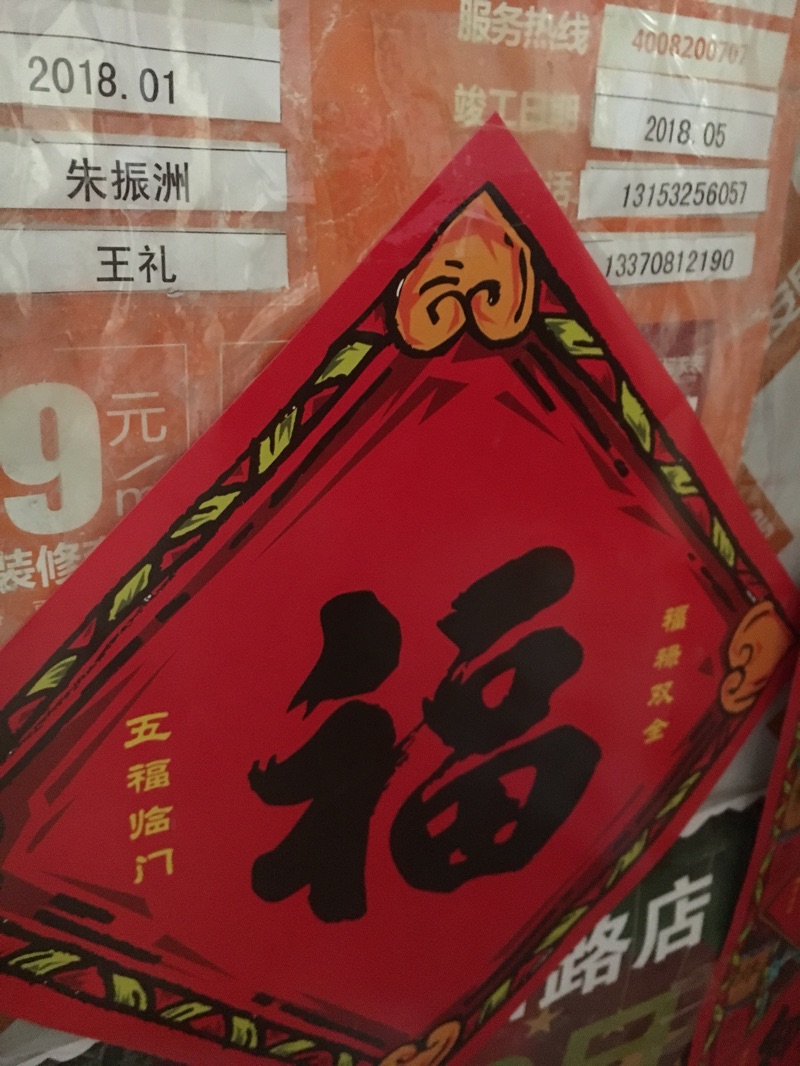 服务热线 4008200707
2018.01 竣工日期 2018.05
朱振洲 话 13153256057
王礼 13370812190
9元/m
装修
福
福禄双全
五福临门
路店